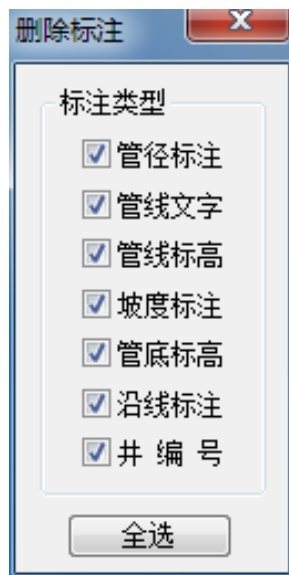 删除标注
标注类型
管径标注
管线文字
管线标高
坡度标注
管底标高
沿线标注
井 编 号
全选